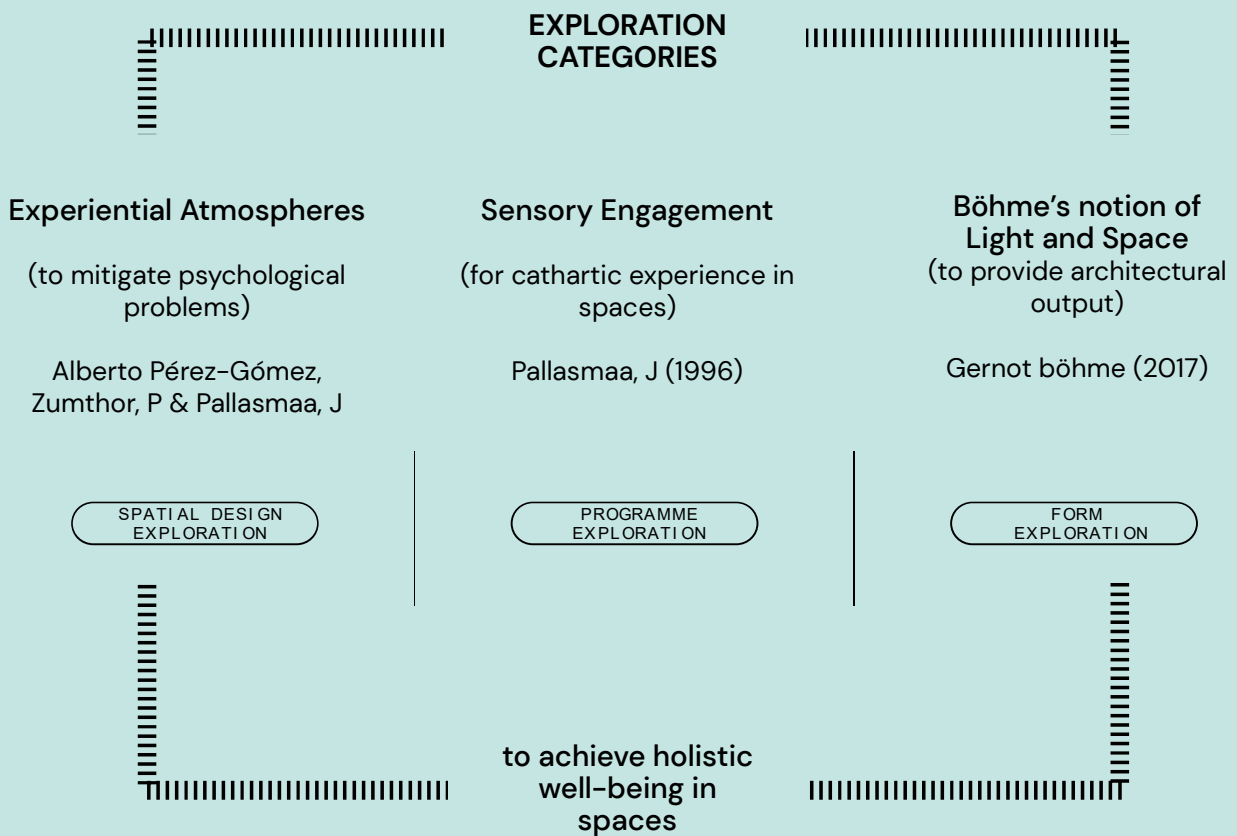 EXPLORATION
CATEGORIES
Experiential Atmospheres
(to mitigate psychological
problems)
Alberto Pérez-Gómez,
Zumthor, P & Pallasmaa, J
SPATIAL DESIGN
EXPLORATION
Sensory Engagement
(for cathartic experience in
spaces)
Pallasmaa, J (1996)
PROGRAMME
EXPLORATION
Böhme’s notion of
Light and Space
(to provide architectural
output)
Gernot böhme (2017)
FORM
EXPLORATION
to achieve holistic
well-being in
spaces